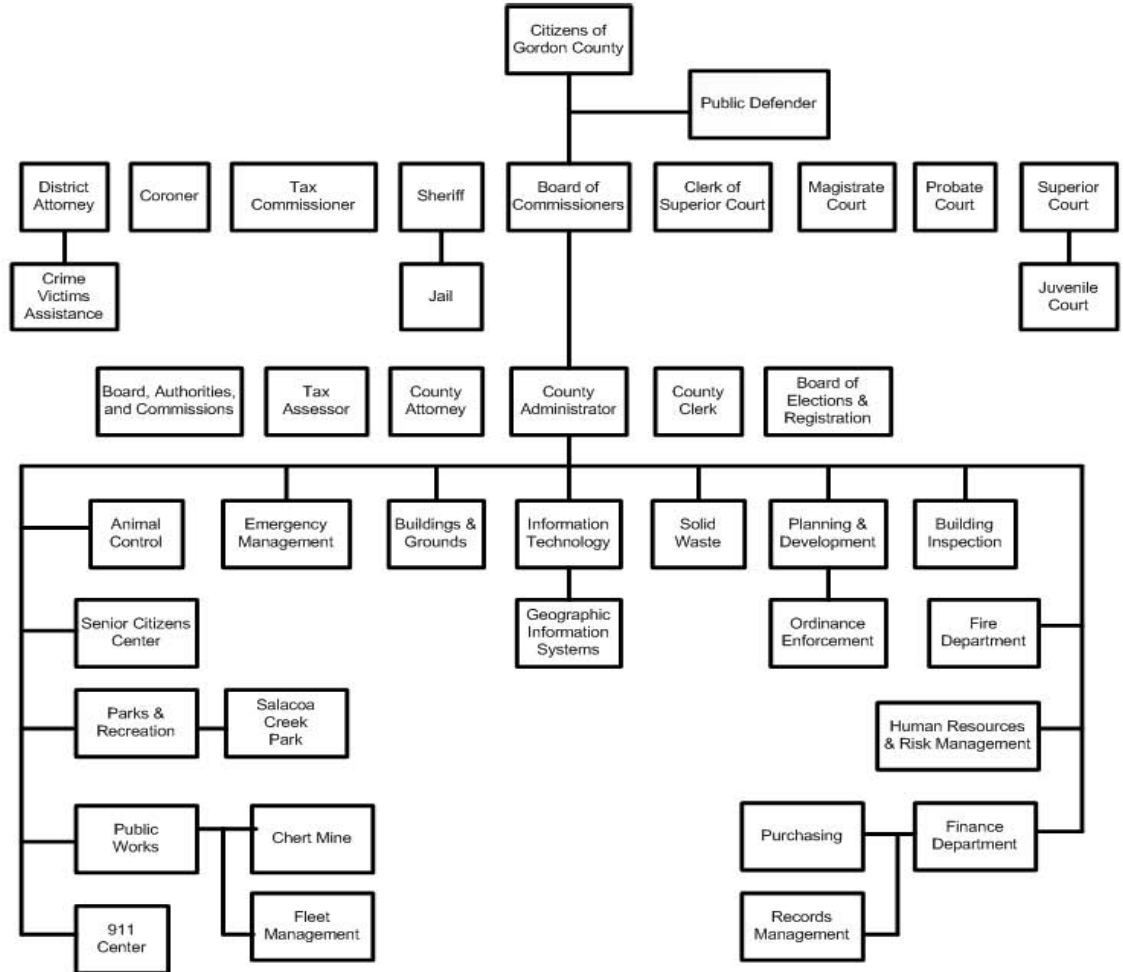 Citizens of
Gordon County
Public Defender
District
Attorney
Coroner
Tax
Commissioner
Sheriff
Board of
Commissioners
Clerk of
Superior Court
Magistrate
Court
Probate
Court
Superior
Court
Crime
Victims
Assistance
Jail
Juvenile
Court
Board, Authorities,
and Commissions
Tax
Assessor
County
Attorney
County
Administrator
County
Clerk
Board of
Elections &
Registration
Animal
Control
Emergency
Management
Buildings &
Grounds
Information
Technology
Solid
Waste
Planning &
Development
Building
Inspection
Senior Citizens
Center
Geographic
Information
Systems
Ordinance
Enforcement
Fire
Department
Parks &
Recreation
Salacoa
Creek
Park
Human Resources
& Risk Management
Public
Works
Chert Mine
Purchasing
Finance
Department
911
Center
Fleet
Management
Records
Management